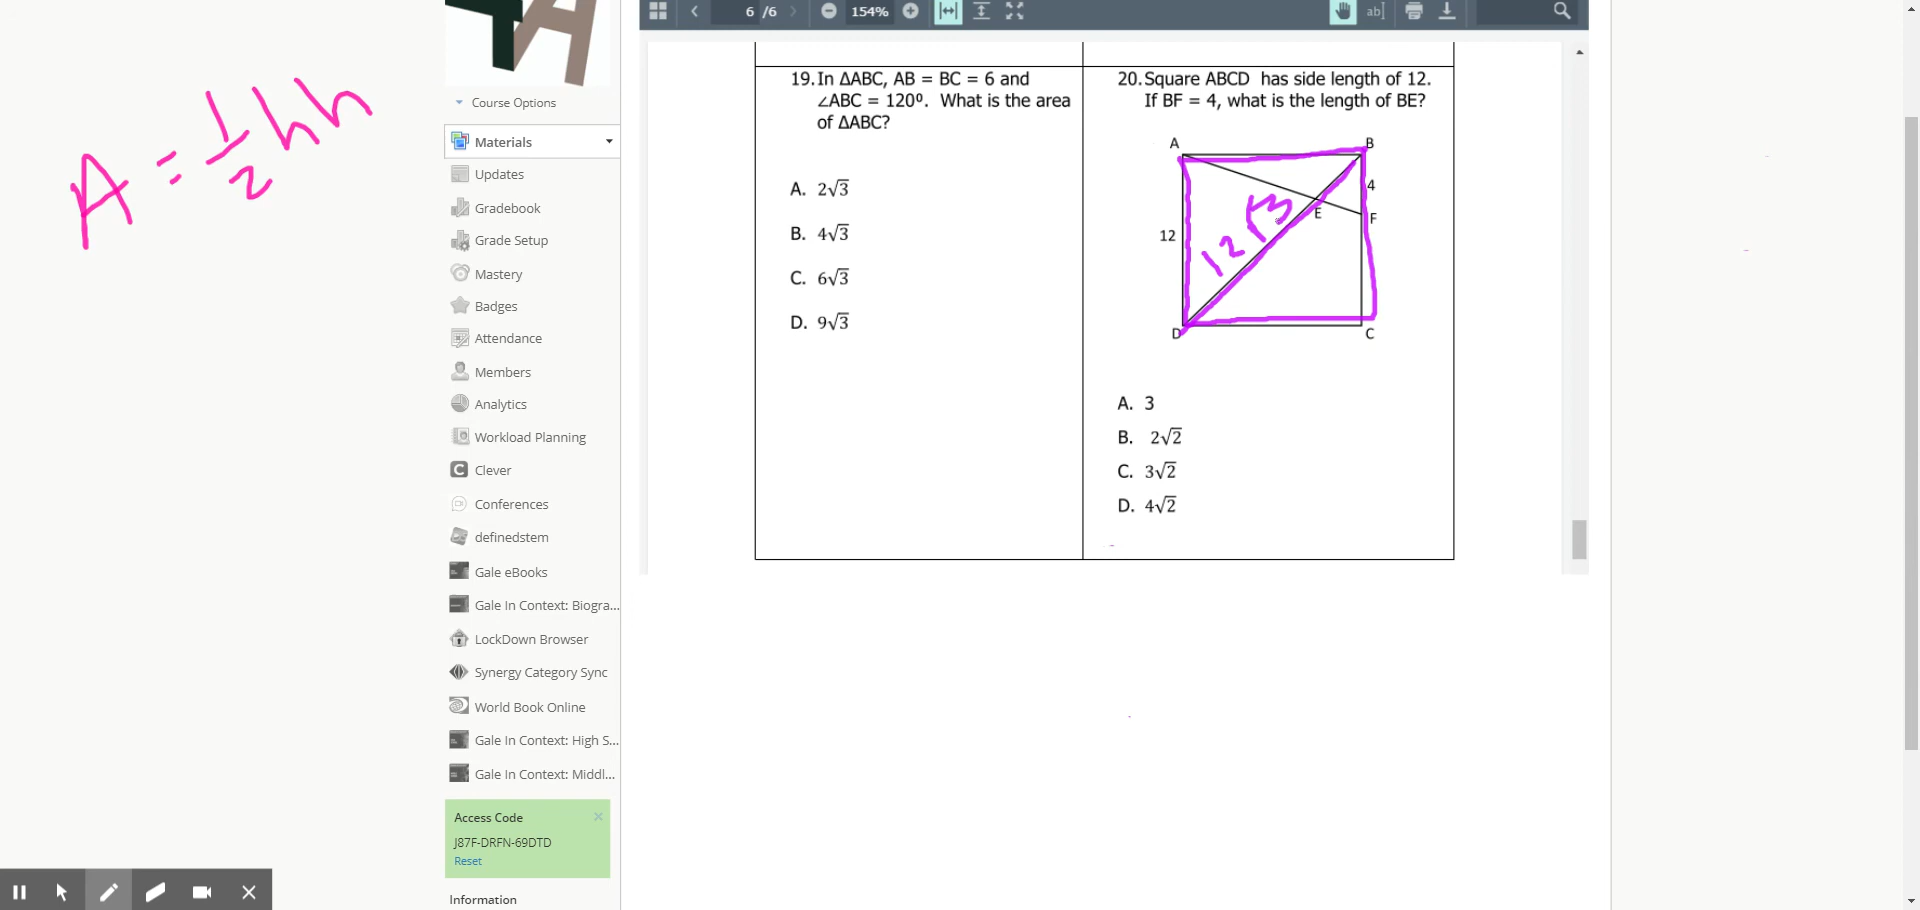 6 /6
154%
ab
A = 1/2 h h
Course Options
Materials
Updates
Gradebook
Grade Setup
Mastery
Badges
Attendance
Members
Analytics
Workload Planning
Clever
Conferences
definedstem
Gale eBooks
Gale In Context: Biogra...
LockDown Browser
Synergy Category Sync
World Book Online
Gale In Context: High S...
Gale In Context: Middl...
Access Code
J87F-DRFN-69DTD
Reset
Information
19. In ΔABC, AB = BC = 6 and
∠ABC = 120⁰. What is the area
of ΔABC?
A. 2√3
B. 4√3
C. 6√3
D. 9√3
20. Square ABCD has side length of 12.
If BF = 4, what is the length of BE?
A
B
4
E
F
12
12√3
D
C
A. 3
B. 2√2
C. 3√2
D. 4√2